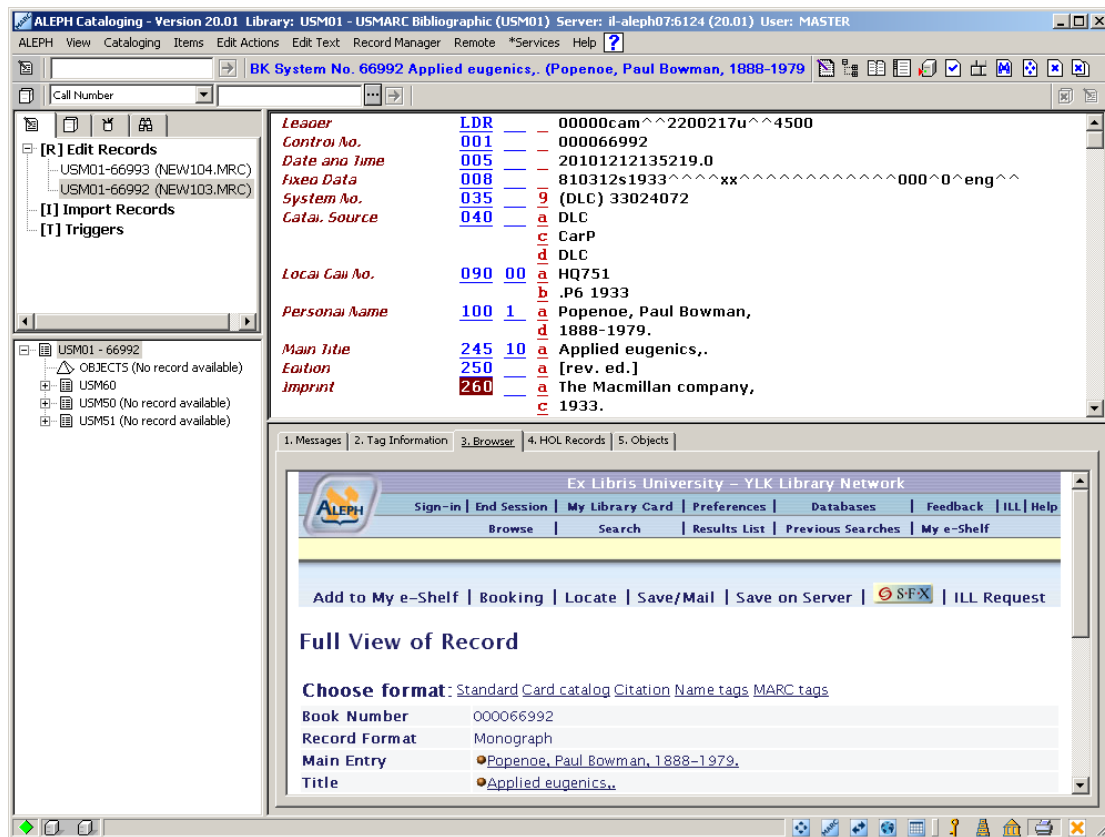 ALEPH Cataloging - Version 20.01 Library: USM01 - USMARC Bibliographic (USM01) Server: il-aleph07:6124 (20.01) User: MASTER
ALEPH View Cataloging Items Edit Actions Edit Text Record Manager Remote *Services Help ?
BK System No. 66992 Applied eugenics,. (Popenoe, Paul Bowman, 1888-1979
Call Number ...
[R] Edit Records
USM01-66993 (NEW104.MRC)
USM01-66992 (NEW103.MRC)
[I] Import Records
[T] Triggers
USM01 - 66992
OBJECTS (No record available)
USM60
USM50 (No record available)
USM51 (No record available)
Leader LDR __ _ 00000cam^^2200217u^^4500
Control No. 001 __ _ 000066992
Date and Time 005 __ _ 20101212135219.0
Fixed Data 008 __ _ 810312s1933^^^^xx^^^^^^^^^^^^000^0^eng^^
System No. 035 __ 9 (DLC) 33024072
Catal. Source 040 __ a DLC
c CarP
d DLC
Local Call No. 090 00 a HQ751
b .P6 1933
Personal Name 100 1_ a Popenoe, Paul Bowman,
d 1888-1979.
Main Title 245 10 a Applied eugenics,.
Edition 250 __ a [rev. ed.]
Imprint 260 __ a The Macmillan company,
c 1933.
1. Messages 2. Tag Information 3. Browser 4. HOL Records 5. Objects
Ex Libris University – YLK Library Network
ALEPH
Sign-in | End Session | My Library Card | Preferences | Databases | Feedback | ILL | Help
Browse | Search | Results List | Previous Searches | My e-Shelf
Add to My e-Shelf | Booking | Locate | Save/Mail | Save on Server | S·F·X | ILL Request
Full View of Record
Choose format: Standard Card catalog Citation Name tags MARC tags
Book Number 000066992
Record Format Monograph
Main Entry Popenoe, Paul Bowman, 1888-1979.
Title Applied eugenics,.